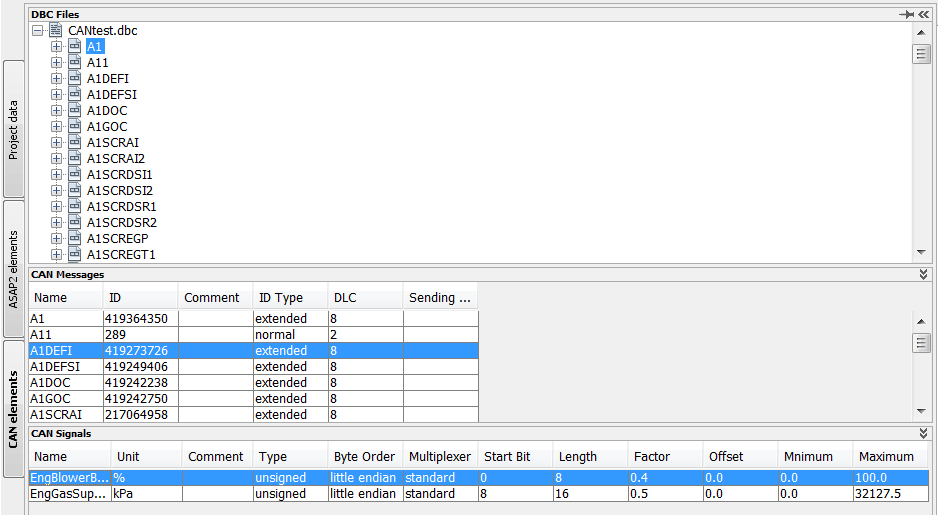 DBC Files
CANtest.dbc
A1
A11
A1DEFI
A1DEFSI
A1DOC
A1GOC
A1SCRAI
A1SCRAI2
A1SCRDSI1
A1SCRDSI2
A1SCRDSR1
A1SCRDSR2
A1SCREGP
A1SCREGT1
Project data
ASAP2 elements
CAN elements
CAN Messages
Name ID Comment ID Type DLC Sending ...
A1 419364350 extended 8
A11 289 normal 2
A1DEFI 419273726 extended 8
A1DEFSI 419249406 extended 8
A1DOC 419242238 extended 8
A1GOC 419242750 extended 8
A1SCRAI 217064958 extended 8
CAN Signals
Name Unit Comment Type Byte Order Multiplexer Start Bit Length Factor Offset Mnimum Maximum
EngBlowerB... % unsigned little endian standard 0 8 0.4 0.0 0.0 100.0
EngGasSup... kPa unsigned little endian standard 8 16 0.5 0.0 0.0 32127.5